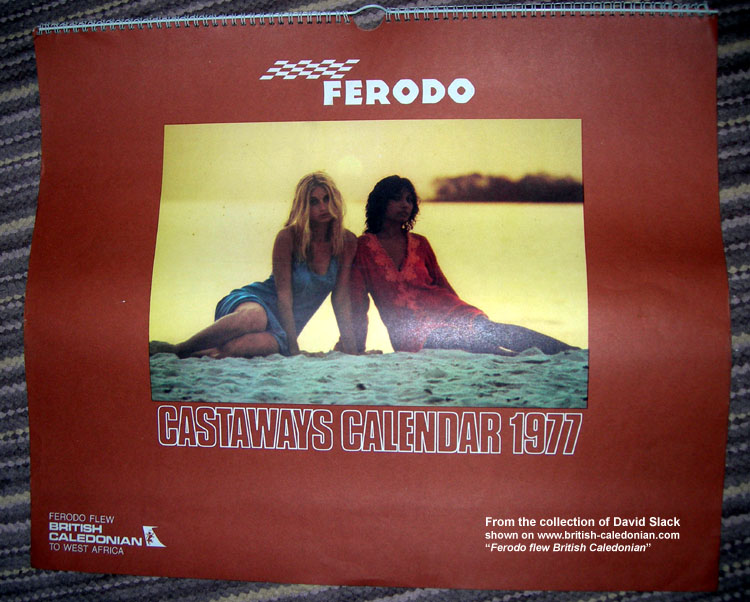 FERODO
CASTAWAYS CALENDAR 1977
FERODO FLEW
BRITISH
CALEDONIAN
TO WEST AFRICA
From the collection of David Slack
shown on www.british-caledonian.com
“Ferodo flew British Caledonian”